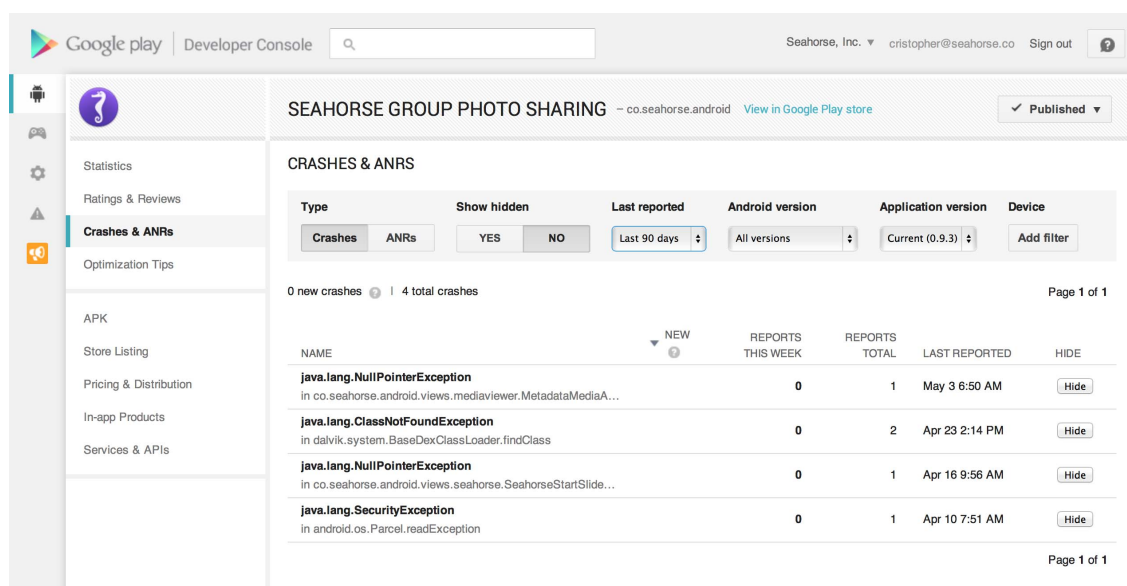 Google play | Developer Console
Seahorse, Inc. ▼ cristopher@seahorse.co Sign out
SEAHORSE GROUP PHOTO SHARING – co.seahorse.android View in Google Play store
✓ Published ▼
Statistics
Ratings & Reviews
Crashes & ANRs
Optimization Tips
APK
Store Listing
Pricing & Distribution
In-app Products
Services & APIs
CRASHES & ANRS
Type Show hidden Last reported Android version Application version Device
Crashes ANRs YES NO Last 90 days All versions Current (0.9.3) Add filter
0 new crashes ? | 4 total crashes Page 1 of 1
NEW REPORTS REPORTS
NAME ? THIS WEEK TOTAL LAST REPORTED HIDE
java.lang.NullPointerException
0 1 May 3 6:50 AM Hide
in co.seahorse.android.views.mediaviewer.MetadataMediaA...
java.lang.ClassNotFoundException
0 2 Apr 23 2:14 PM Hide
in dalvik.system.BaseDexClassLoader.findClass
java.lang.NullPointerException
0 1 Apr 16 9:56 AM Hide
in co.seahorse.android.views.seahorse.SeahorseStartSlide...
java.lang.SecurityException
0 1 Apr 10 7:51 AM Hide
in android.os.Parcel.readException
Page 1 of 1